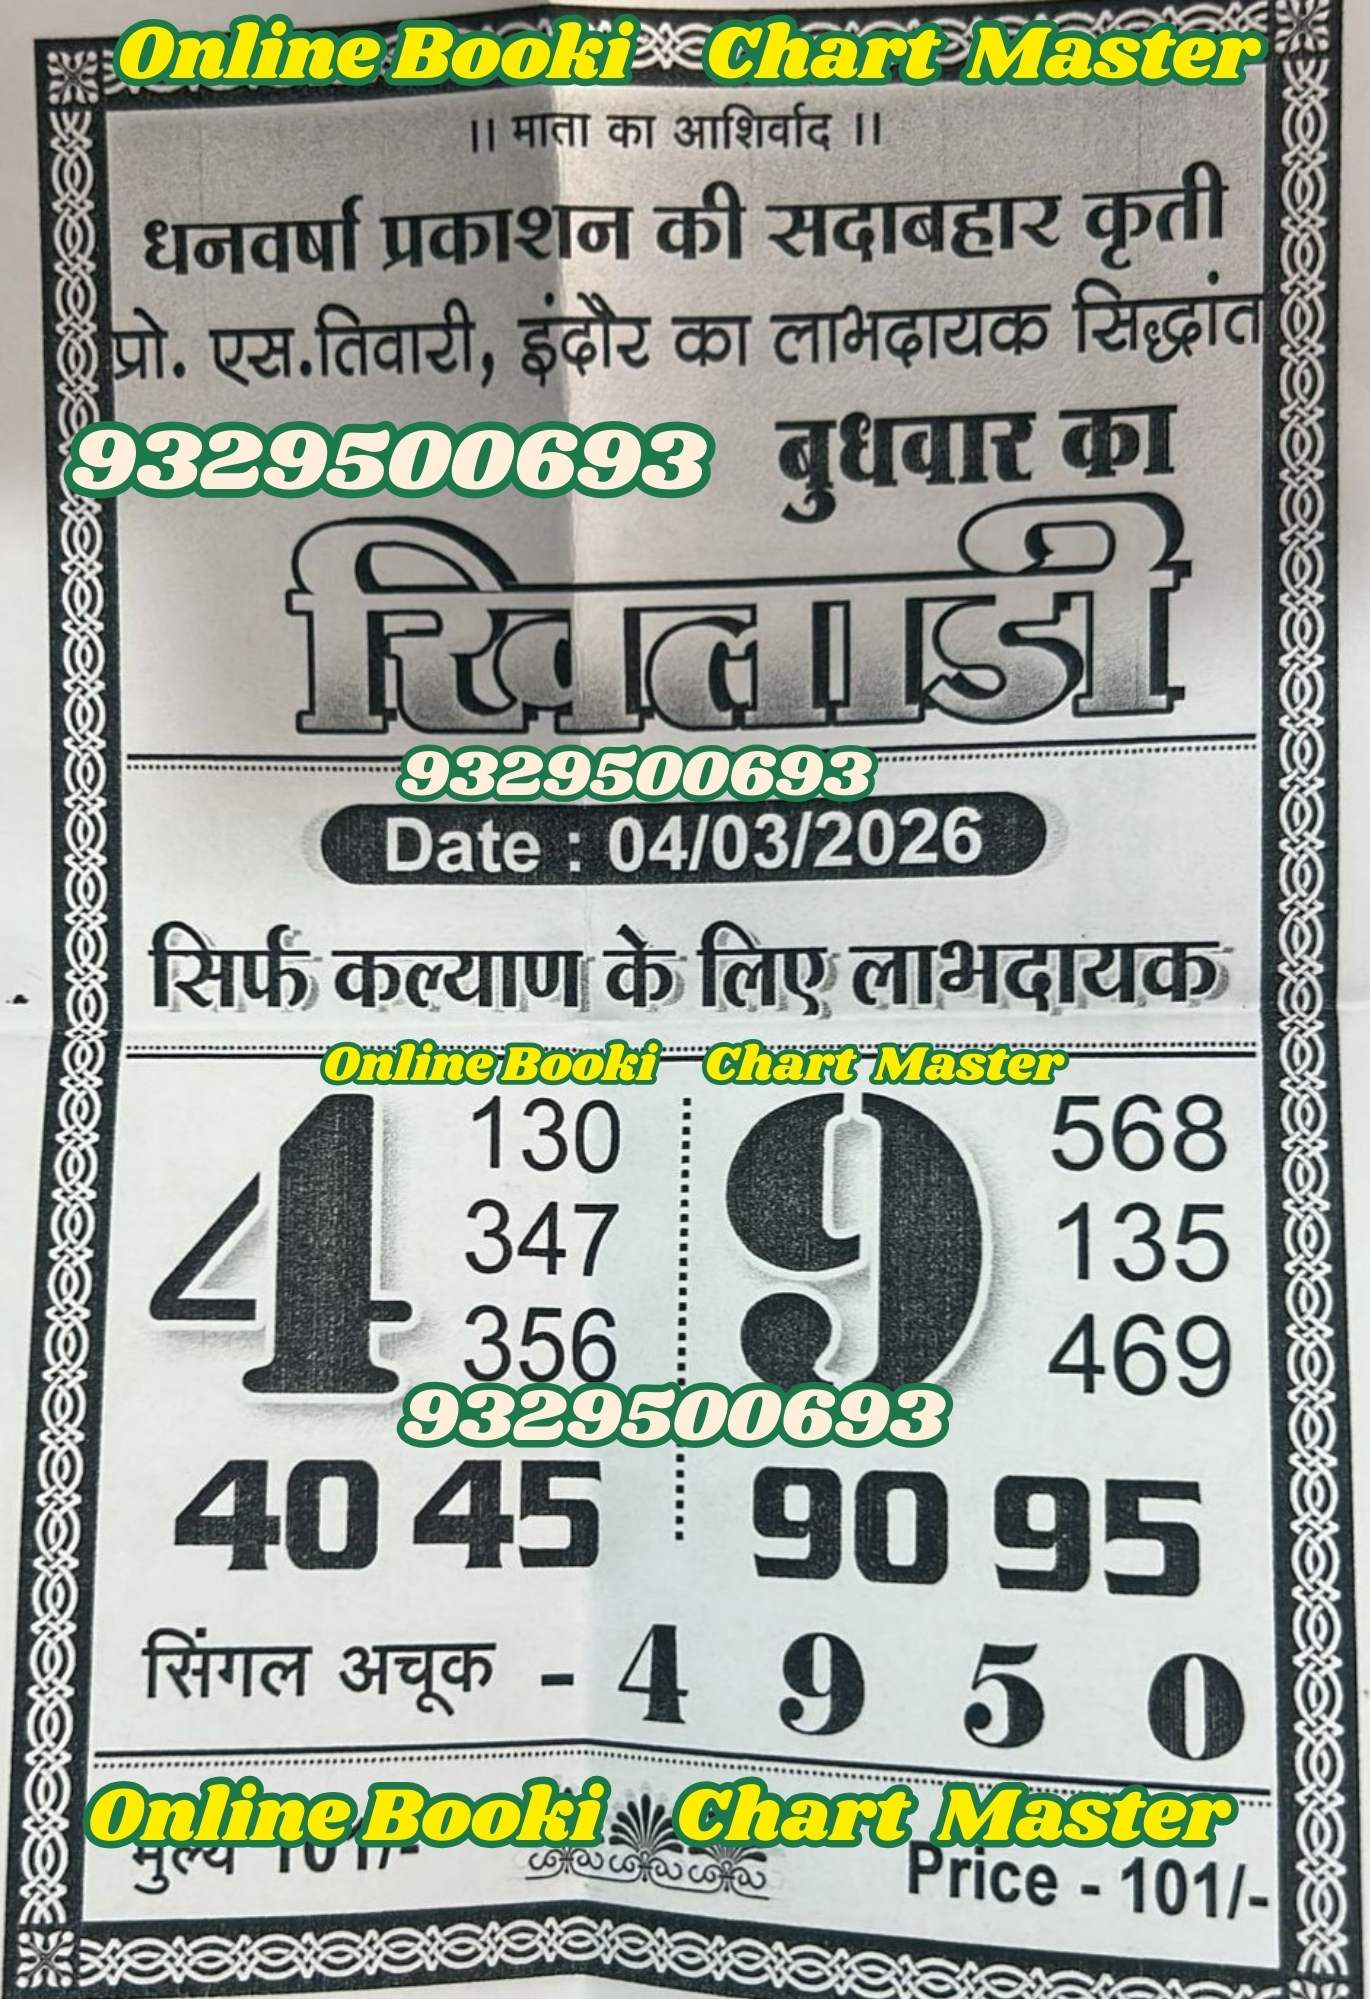 Online Booki Chart Master
।। माता का आशिर्वाद ।।
धनवर्षा प्रकाशन की सदाबहार कृती
प्रो. एस.तिवारी, इंदौर का लाभदायक सिद्धांत
9329500693 बुधवार का
खिलाडी
9329500693
Date : 04/03/2026
सिर्फ कल्याण के लिए लाभदायक
Online Booki Chart Master
4 130 9 568
347 135
356 469
9329500693
40 45 90 95
सिंगल अचूक - 4 9 5 0
Online Booki Chart Master
मुल्य 101/- Price - 101/-